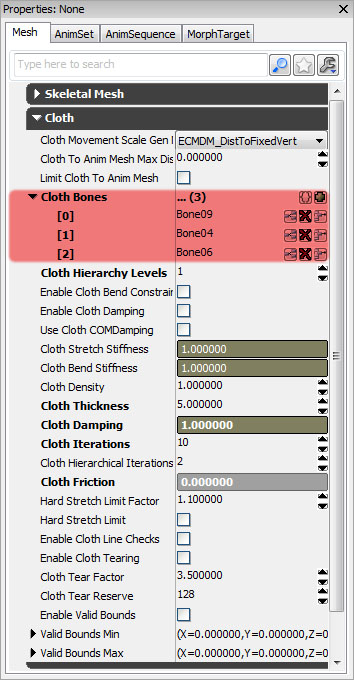 Properties: None
Mesh AnimSet AnimSequence MorphTarget
Type here to search
Skeletal Mesh
Cloth
Cloth Movement Scale Gen ECMDM_DistToFixedVert
Cloth To Anim Mesh Max Dis 0.000000
Limit Cloth To Anim Mesh
Cloth Bones ... (3)
[0] Bone09
[1] Bone04
[2] Bone06
Cloth Hierarchy Levels 1
Enable Cloth Bend Constrain
Enable Cloth Damping
Use Cloth COMDamping
Cloth Stretch Stiffness 1.000000
Cloth Bend Stiffness 1.000000
Cloth Density 1.000000
Cloth Thickness 5.000000
Cloth Damping 1.000000
Cloth Iterations 10
Cloth Hierarchical Iterations 2
Cloth Friction 0.000000
Hard Stretch Limit Factor 1.100000
Hard Stretch Limit
Enable Cloth Line Checks
Enable Cloth Tearing
Cloth Tear Factor 3.500000
Cloth Tear Reserve 128
Enable Valid Bounds
Valid Bounds Min (X=0.000000,Y=0.000000,Z=0
Valid Bounds Max (X=0.000000,Y=0.000000,Z=0